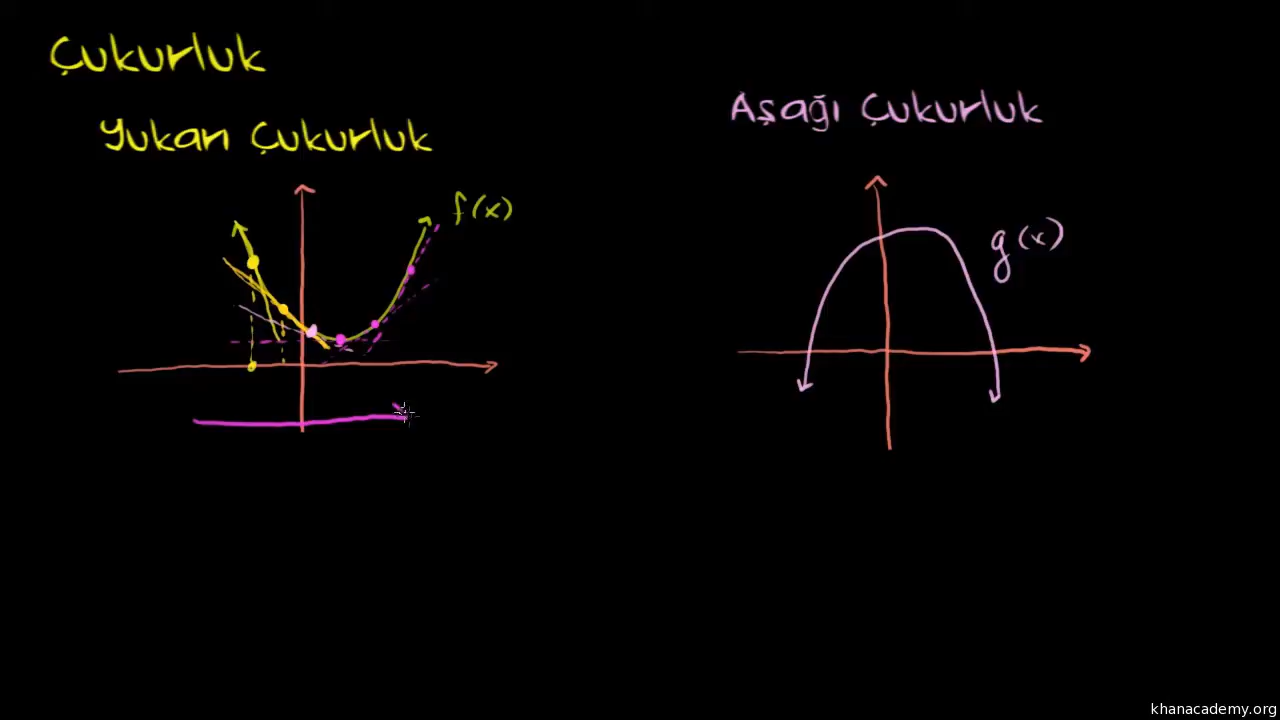 Çukurluk
Yukarı Çukurluk
f(x)
Aşağı Çukurluk
g(x)
khanacademy.org